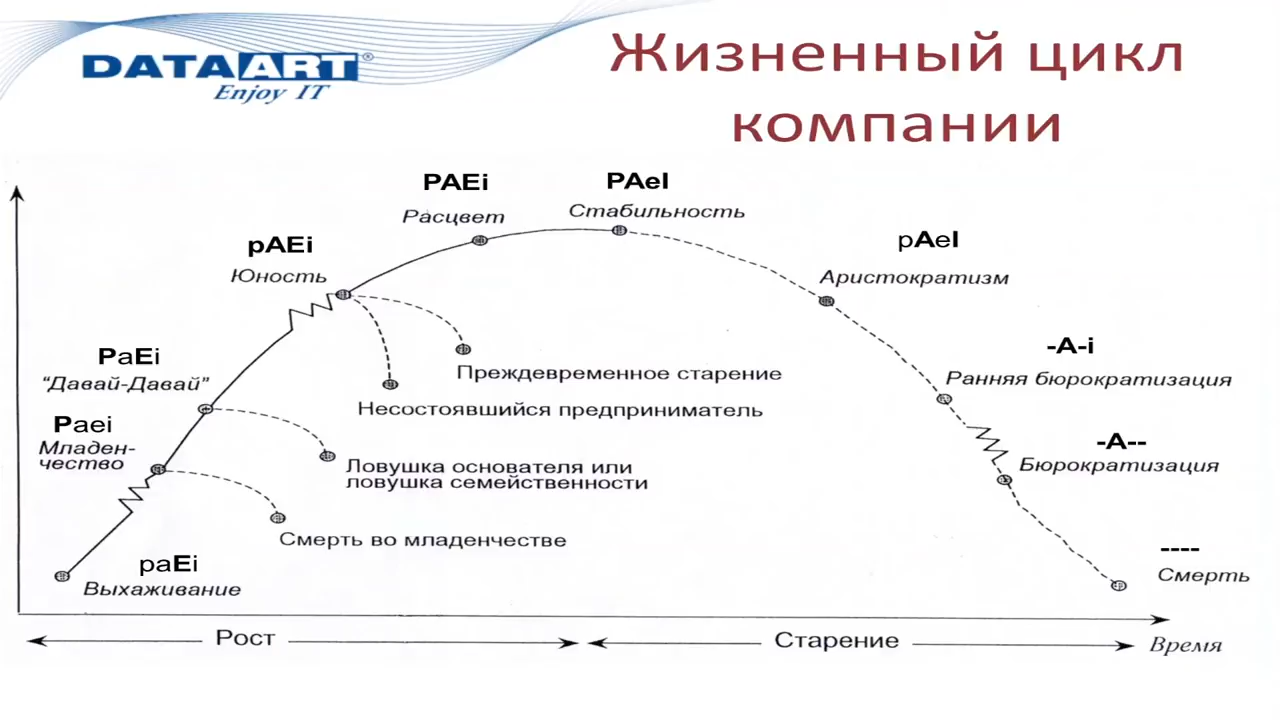 DATAART®
Enjoy IT
Жизненный цикл
компании
PAEi
PAeI
Расцвет
Стабильность
pAEi
Юность
pAeI
Аристократизм
PaEi
“Давай-Давай”
Преждевременное старение
Несостоявшийся предприниматель
-A-i
Ранняя бюрократизация
Paei
Младен-
чество
Ловушка основателя или
ловушка семейственности
-A--
Бюрократизация
Смерть во младенчестве
paEi
Выхаживание
----
Смерть
Рост
Старение
Время